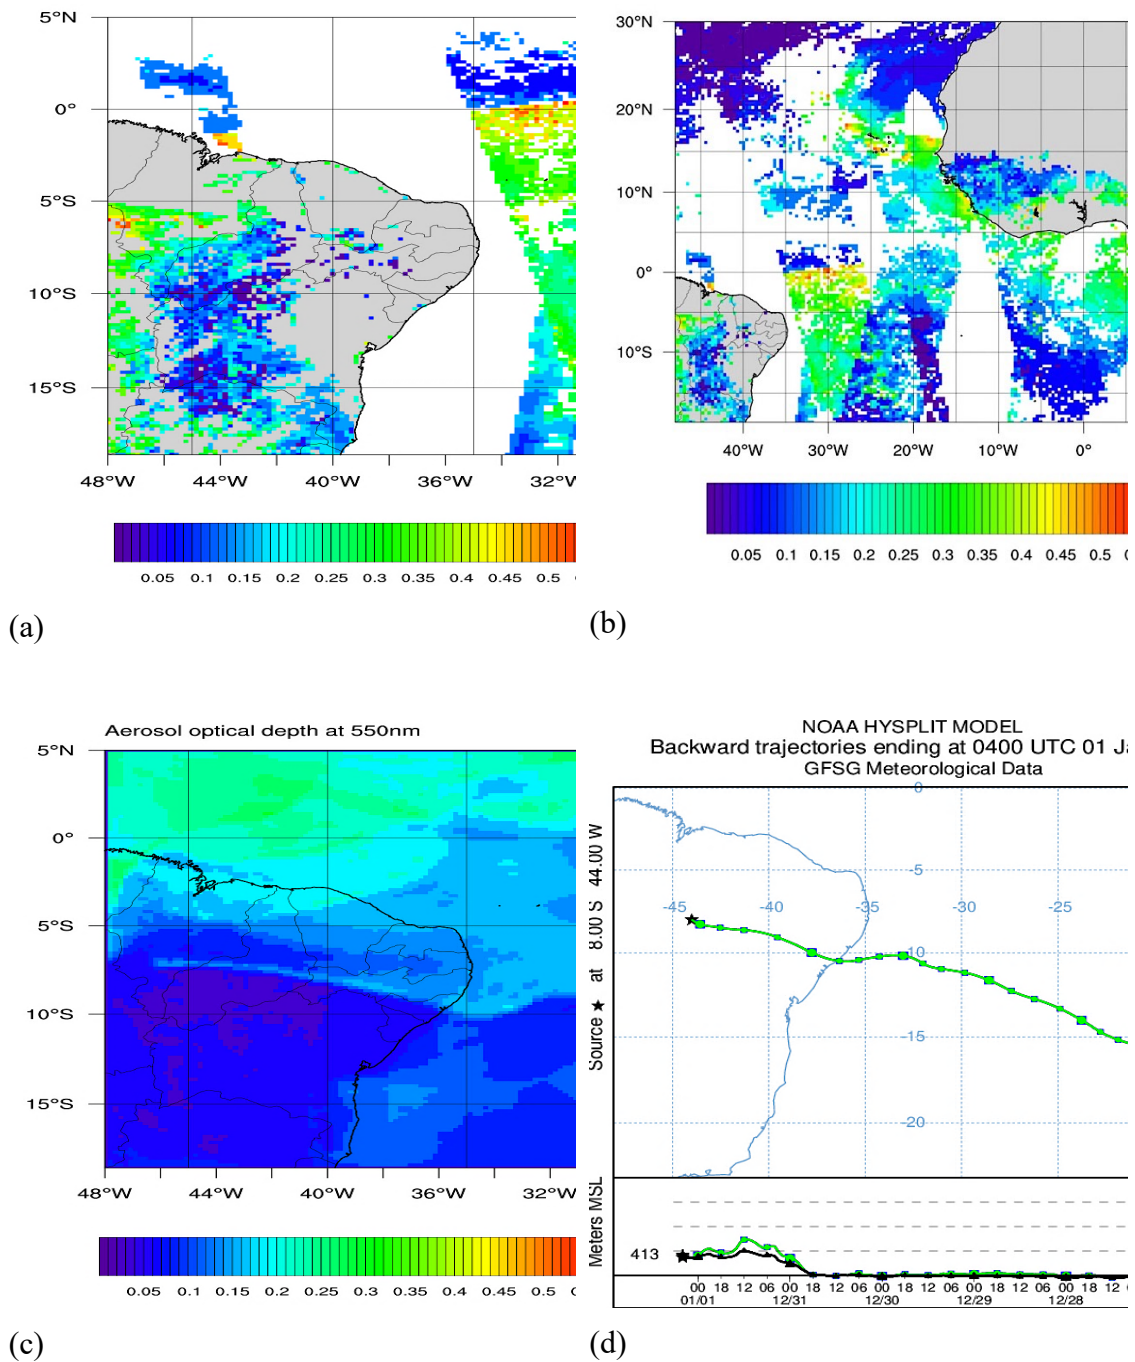 5°N
0°
5°S
10°S
15°S
48°W 44°W 40°W 36°W 32°W
0.05 0.1 0.15 0.2 0.25 0.3 0.35 0.4 0.45 0.5
(a)
30°N
20°N
10°N
0°
10°S
40°W 30°W 20°W 10°W 0°
0.05 0.1 0.15 0.2 0.25 0.3 0.35 0.4 0.45 0.5
(b)
Aerosol optical depth at 550nm
5°N
0°
5°S
10°S
15°S
48°W 44°W 40°W 36°W 32°W
0.05 0.1 0.15 0.2 0.25 0.3 0.35 0.4 0.45 0.5
(c)
NOAA HYSPLIT MODEL
Backward trajectories ending at 0400 UTC 01 Ja
GFSG Meteorological Data
Source ★ at 8.00 S 44.00 W
0
-5
-45 -40 -35 -30 -25
-10
-15
-20
Meters MSL
413
00 18 12 06 00 18 12 06 00 18 12 06 00 18 12 06 00 18 12
01/01 12/31 12/30 12/29 12/28
(d)